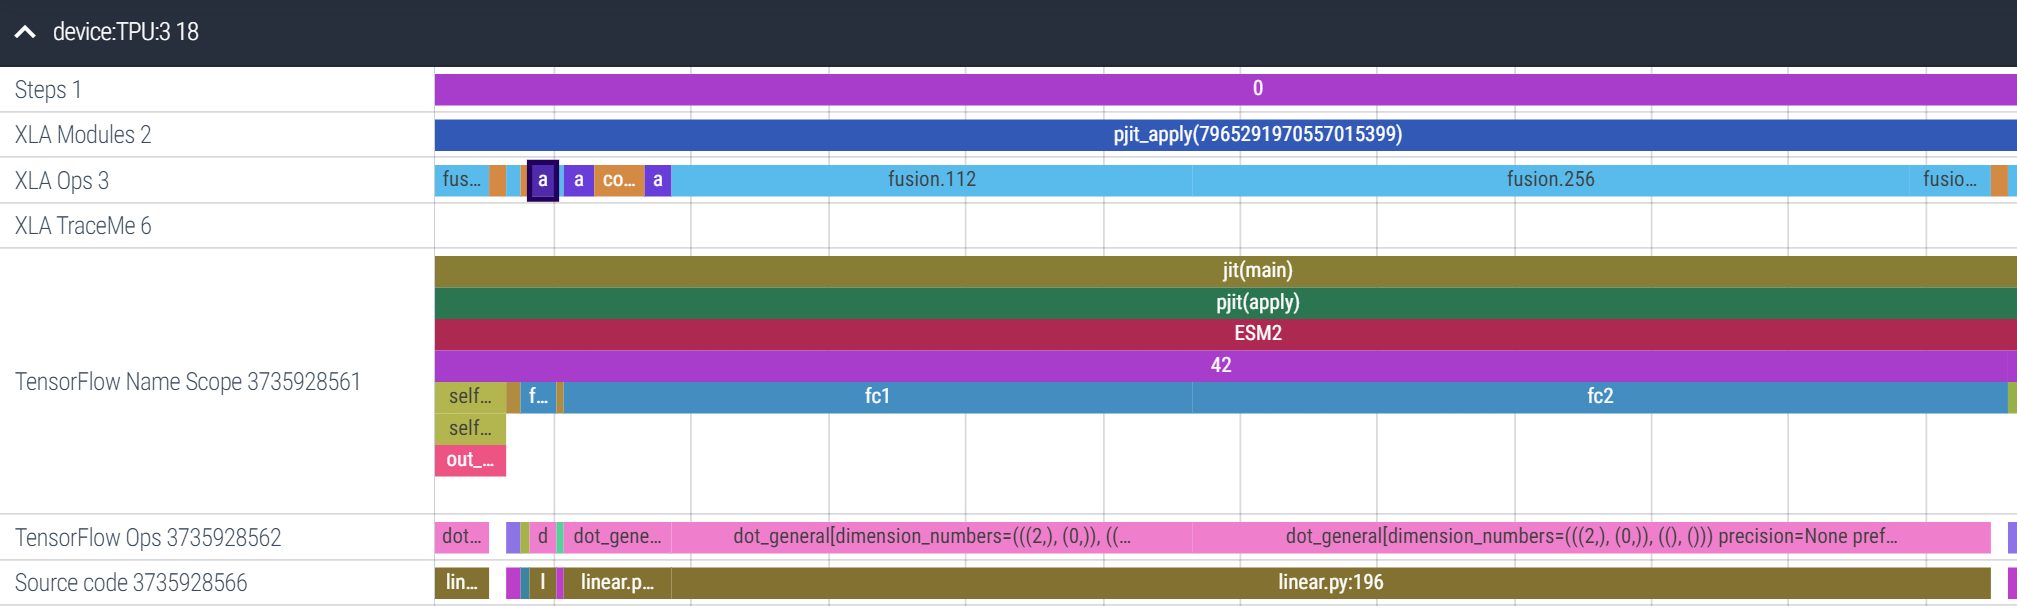 device:TPU:3 18
Steps 1
0
XLA Modules 2
pjit_apply(7965291970557015399)
XLA Ops 3
fus... a a co... a fusion.112 fusion.256 fusio...
XLA TraceMe 6
TensorFlow Name Scope 3735928561
jit(main)
pjit(apply)
ESM2
42
self... f... fc1 fc2
self...
out_...
TensorFlow Ops 3735928562
dot... d dot_gene... dot_general[dimension_numbers=(((2,), (0,)), ((... dot_general[dimension_numbers=(((2,), (0,)), ((), ())) precision=None pref...
Source code 3735928566
lin... l linear.p... linear.py:196